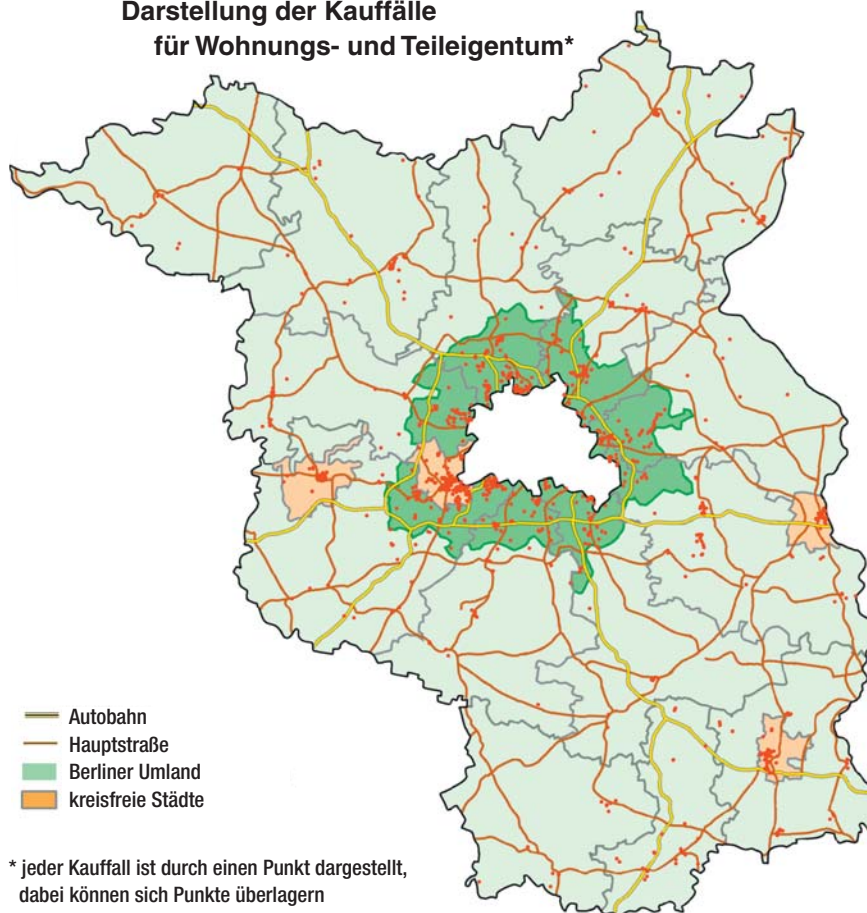 Darstellung der Kauffälle
für Wohnungs- und Teileigentum*
Autobahn
Hauptstraße
Berliner Umland
kreisfreie Städte
* jeder Kauffall ist durch einen Punkt dargestellt,
dabei können sich Punkte überlagern